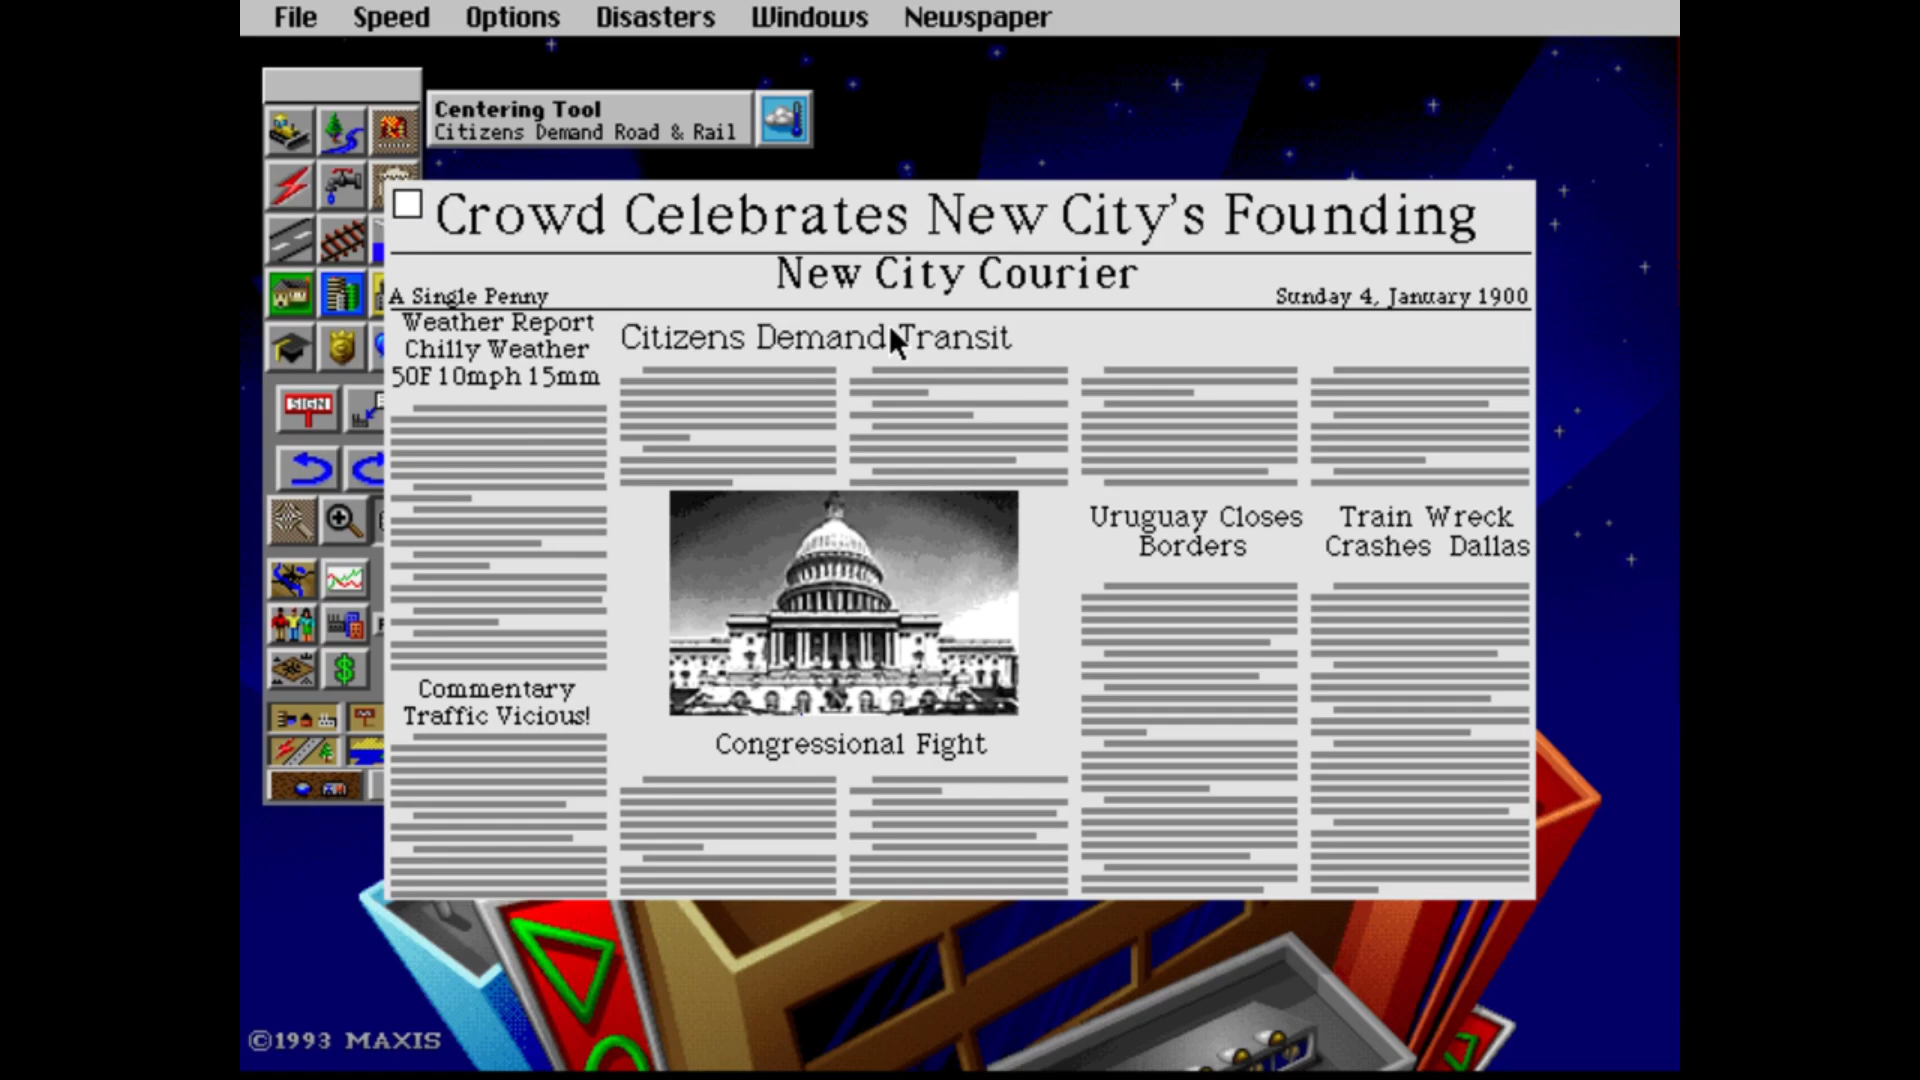 File Speed Options Disasters Windows Newspaper
Centering Tool
Citizens Demand Road & Rail
Crowd Celebrates New City's Founding
New City Courier
A Single Penny
Sunday 4, January 1900
Weather Report
Chilly Weather
50F 10mph 15mm
Citizens Demand Transit
SIGN
Uruguay Closes
Borders
Train Wreck
Crashes Dallas
Commentary
Traffic Vicious!
Congressional Fight
©1993 MAXIS